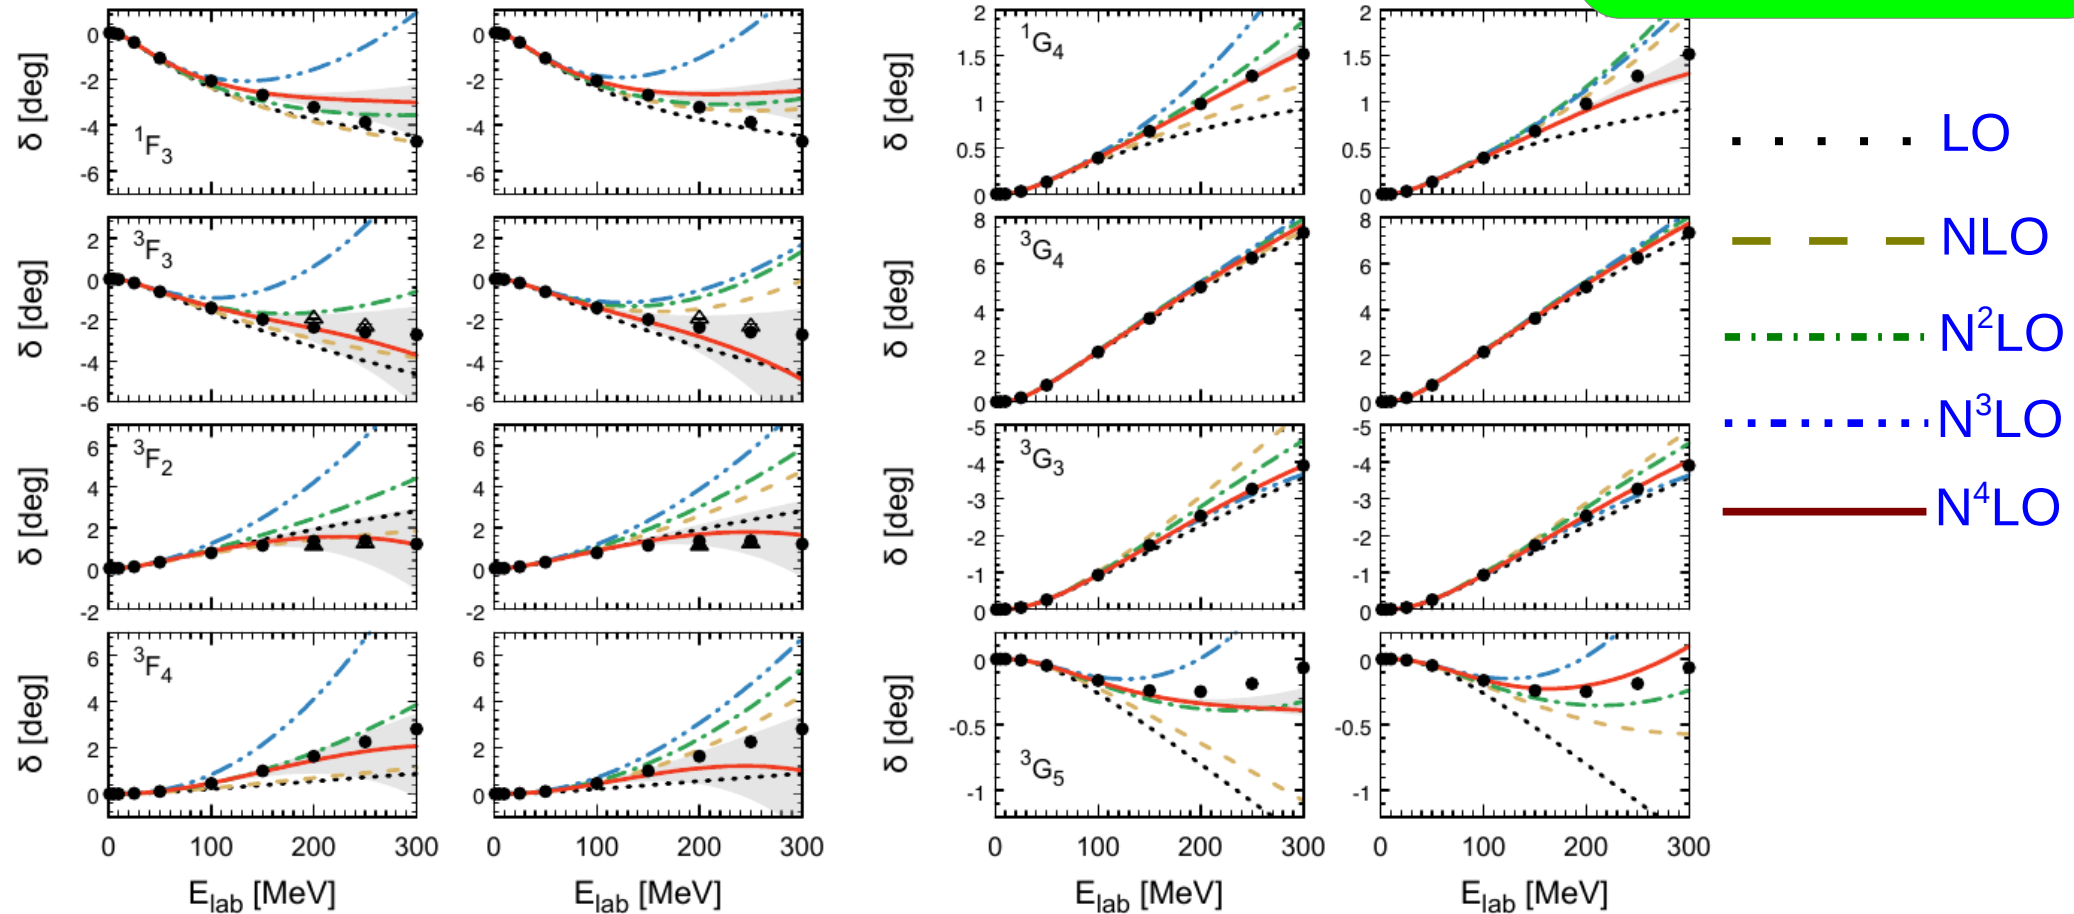 0
-2
-4
-6
δ [deg]
¹F₃
2
1.5
1
0.5
0
δ [deg]
¹G₄
2
1.5
1
0.5
0
LO
NLO
N²LO
N³LO
N⁴LO
2
0
-2
-4
-6
δ [deg]
³F₃
8
6
4
2
0
δ [deg]
³G₄
8
6
4
2
0
6
4
2
0
-2
δ [deg]
³F₂
6
4
2
0
-2
-5
-4
-3
-2
-1
0
δ [deg]
³G₃
-5
-4
-3
-2
-1
0
6
4
2
0
δ [deg]
³F₄
6
4
2
0
0
-0.5
-1
δ [deg]
³G₅
0
-0.5
-1
0 100 200 300
0 100 200 300
0 100 200 300
0 100 200 300
E_lab [MeV]
E_lab [MeV]
E_lab [MeV]
E_lab [MeV]
0
-2
-4
-6
2
0
-2
-4
-6